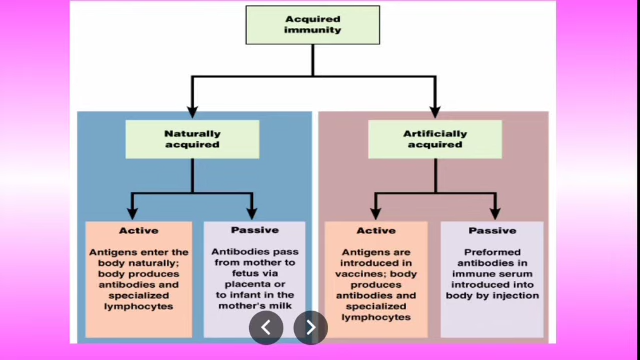 Acquired
immunity
Naturally
acquired
Artificially
acquired
Active
Antigens enter the
body naturally;
body produces
antibodies and
specialized
lymphocytes
Passive
Antibodies pass
from mother to
fetus via
placenta or
to infant in the
mother's milk
Active
Antigens are
introduced in
vaccines; body
produces
antibodies and
specialized
lymphocytes
Passive
Preformed
antibodies in
immune serum
introduced into
body by injection